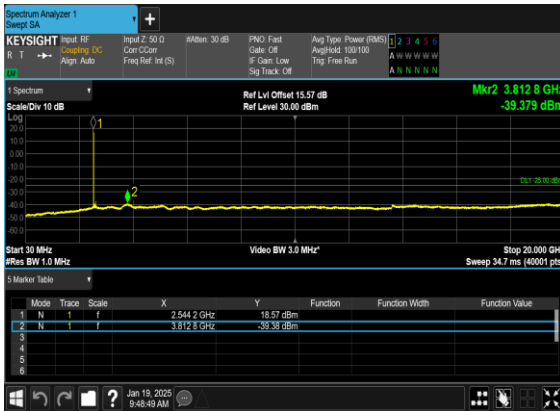 Spectrum Analyzer 1
Swept SA
+
KEYSIGHT Input: RF Input Z: 50 Ω #Atten: 30 dB PNO: Fast Avg Type: Power (RMS) 1 2 3 4 5 6
R T Coupling: DC Corr CCorr Gate: Off Avg|Hold: 100/100 A W W W W W
Align: Auto Freq Ref: Int (S) IF Gain: Low Trig: Free Run
LXI Sig Track: Off A N N N N N
1 Spectrum Ref Lvl Offset 15.57 dB Mkr2 3.812 8 GHz
Scale/Div 10 dB Ref Level 30.00 dBm -39.379 dBm
Log
1
20.0
10.0
0.00
-10.0
-20.0
DL1 -25.00 dBm
-30.0
2
-40.0
-50.0
-60.0
Start 30 MHz Video BW 3.0 MHz* Stop 20.000 GHz
#Res BW 1.0 MHz Sweep 34.7 ms (40001 pts)
5 Marker Table
Mode Trace Scale X Y Function Function Width Function Value
1 N 1 f 2.544 2 GHz 18.57 dBm
2 N 1 f 3.812 8 GHz -39.38 dBm
3
4
5
6
? Jan 19, 2025
9:48:49 AM